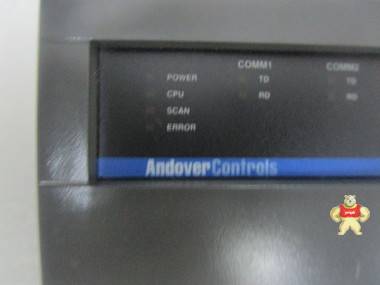 COMM1 COMM2
POWER TD TD
CPU RD RD
SCAN
ERROR
AndoverControls